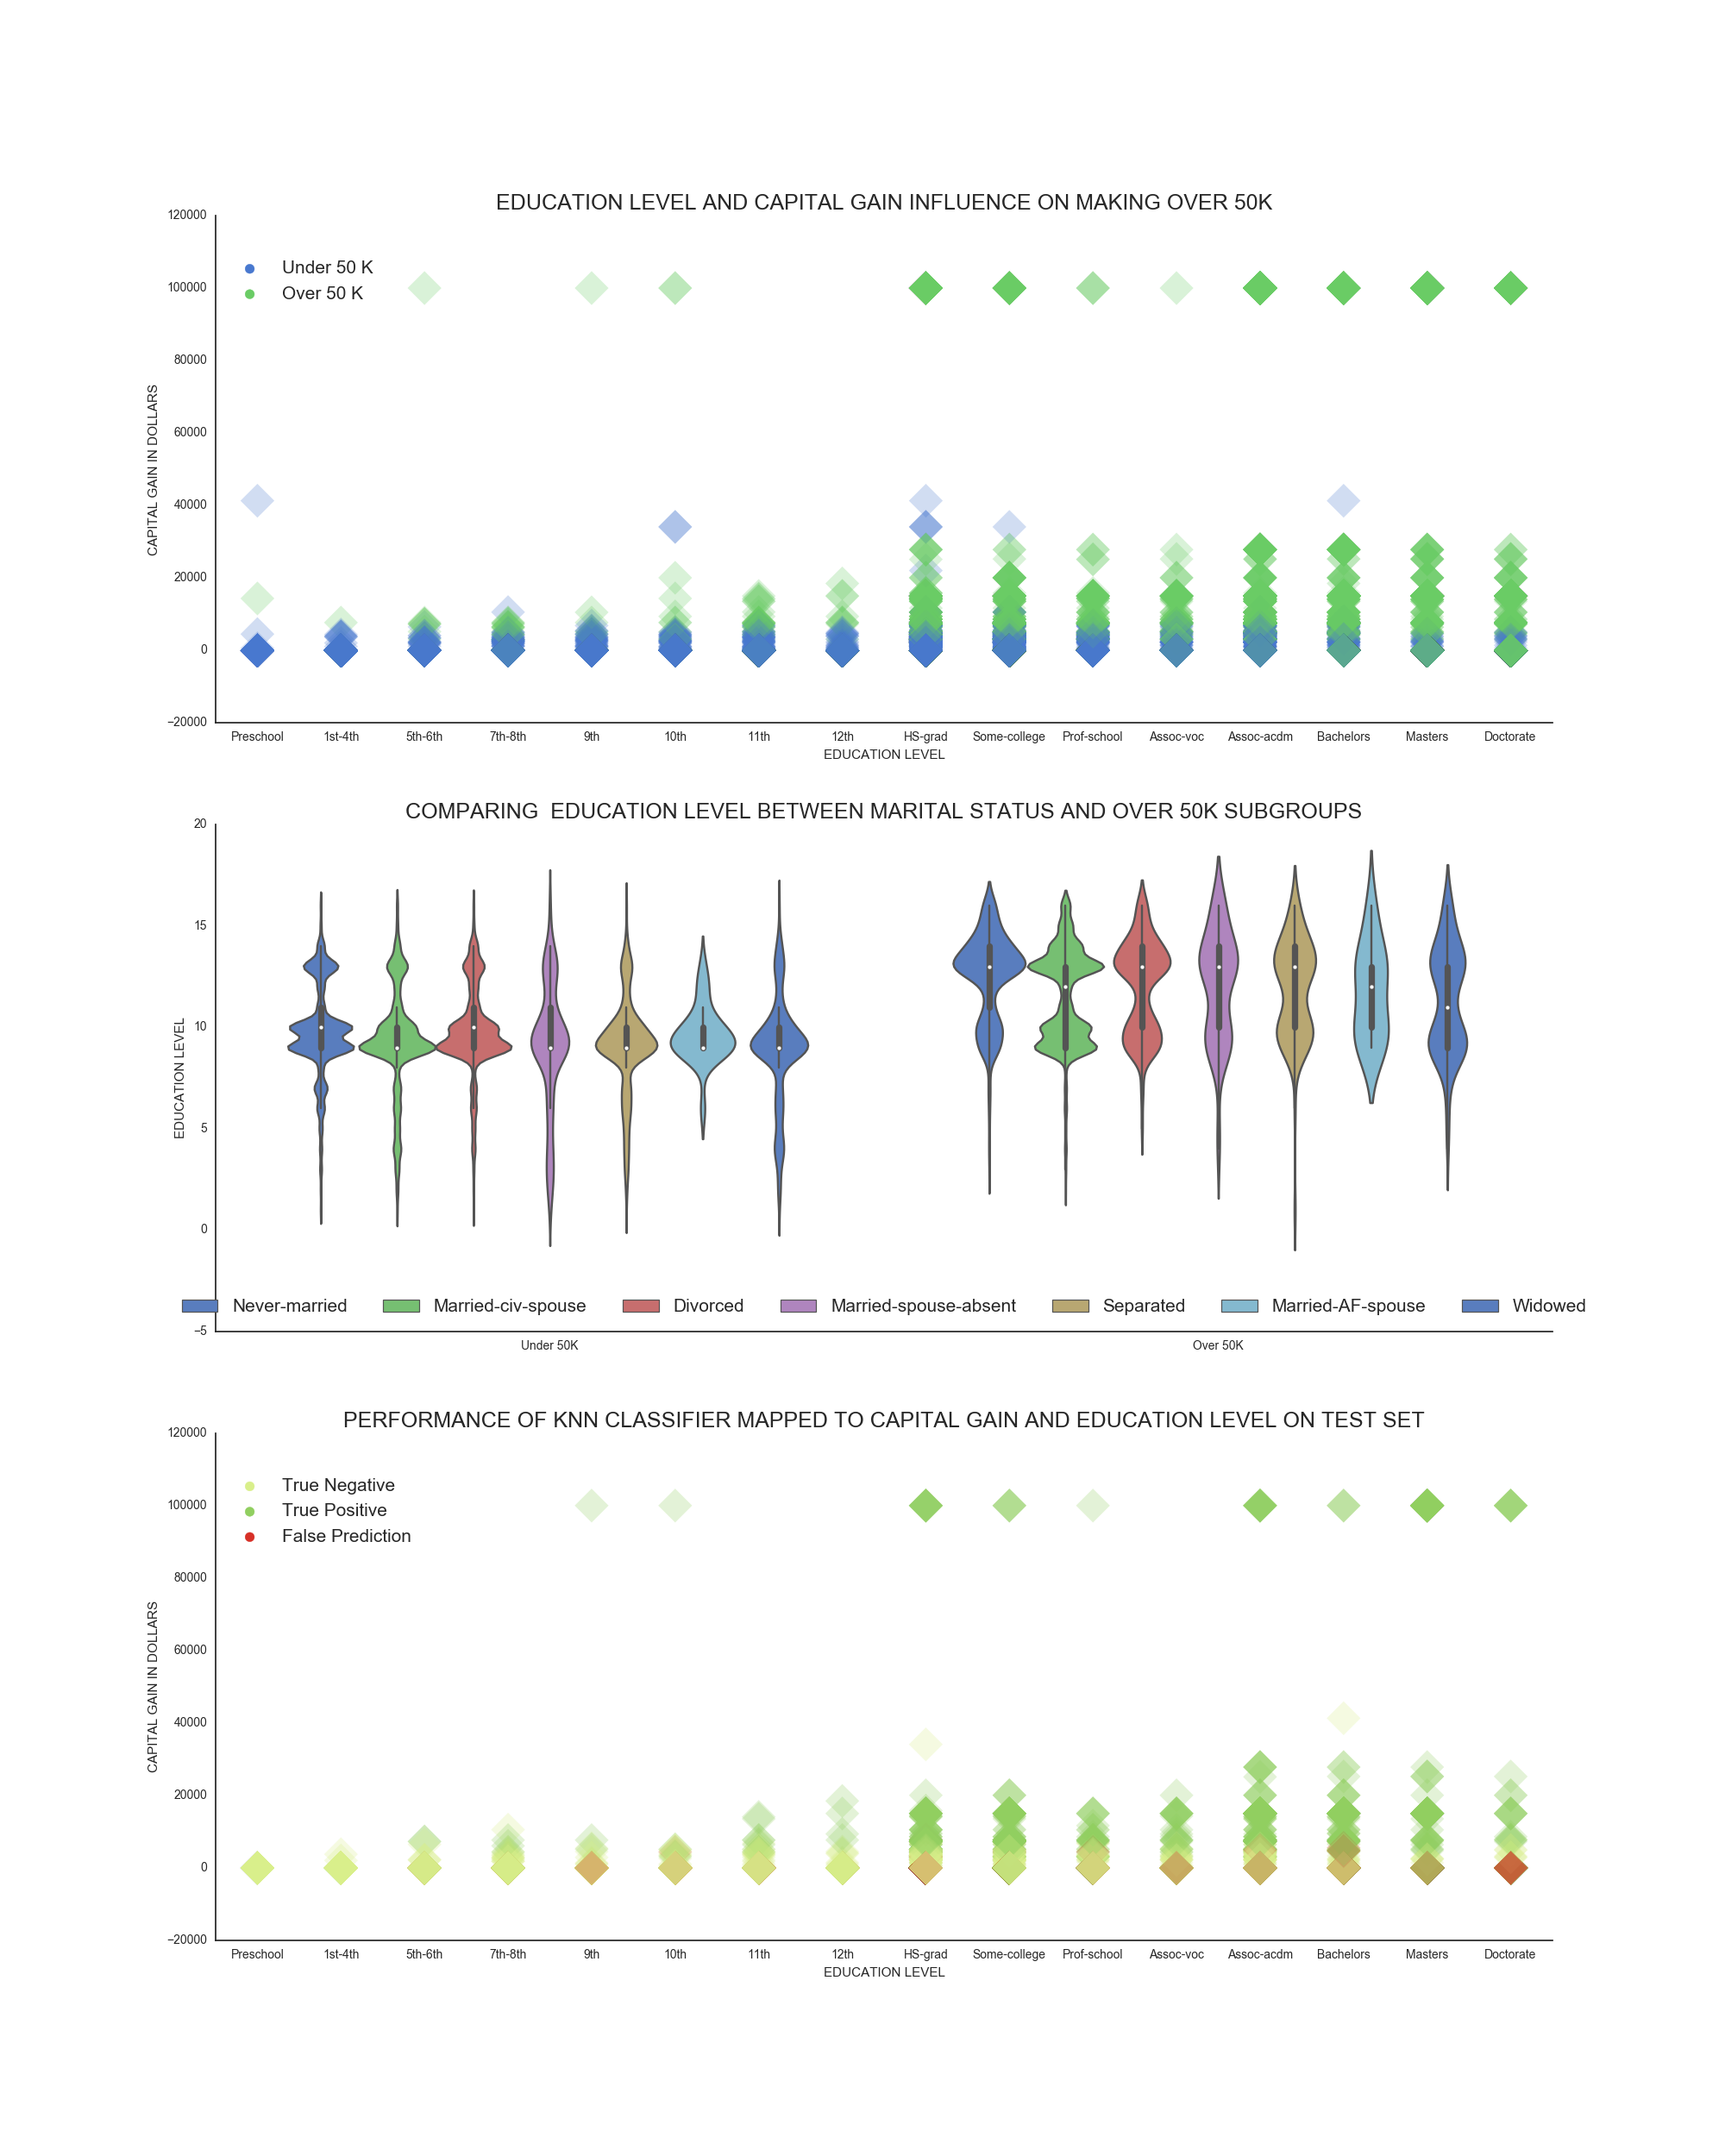 EDUCATION LEVEL AND CAPITAL GAIN INFLUENCE ON MAKING OVER 50K
120000
100000
80000
60000
40000
20000
0
−20000
CAPITAL GAIN IN DOLLARS
Under 50 K
Over 50 K
Preschool 1st-4th 5th-6th 7th-8th 9th 10th 11th 12th HS-grad Some-college Prof-school Assoc-voc Assoc-acdm Bachelors Masters Doctorate
EDUCATION LEVEL
COMPARING  EDUCATION LEVEL BETWEEN MARITAL STATUS AND OVER 50K SUBGROUPS
20
15
10
5
0
−5
EDUCATION LEVEL
Never-married Married-civ-spouse Divorced Married-spouse-absent Separated Married-AF-spouse Widowed
Under 50K Over 50K
PERFORMANCE OF KNN CLASSIFIER MAPPED TO CAPITAL GAIN AND EDUCATION LEVEL ON TEST SET
120000
100000
80000
60000
40000
20000
0
−20000
CAPITAL GAIN IN DOLLARS
True Negative
True Positive
False Prediction
Preschool 1st-4th 5th-6th 7th-8th 9th 10th 11th 12th HS-grad Some-college Prof-school Assoc-voc Assoc-acdm Bachelors Masters Doctorate
EDUCATION LEVEL